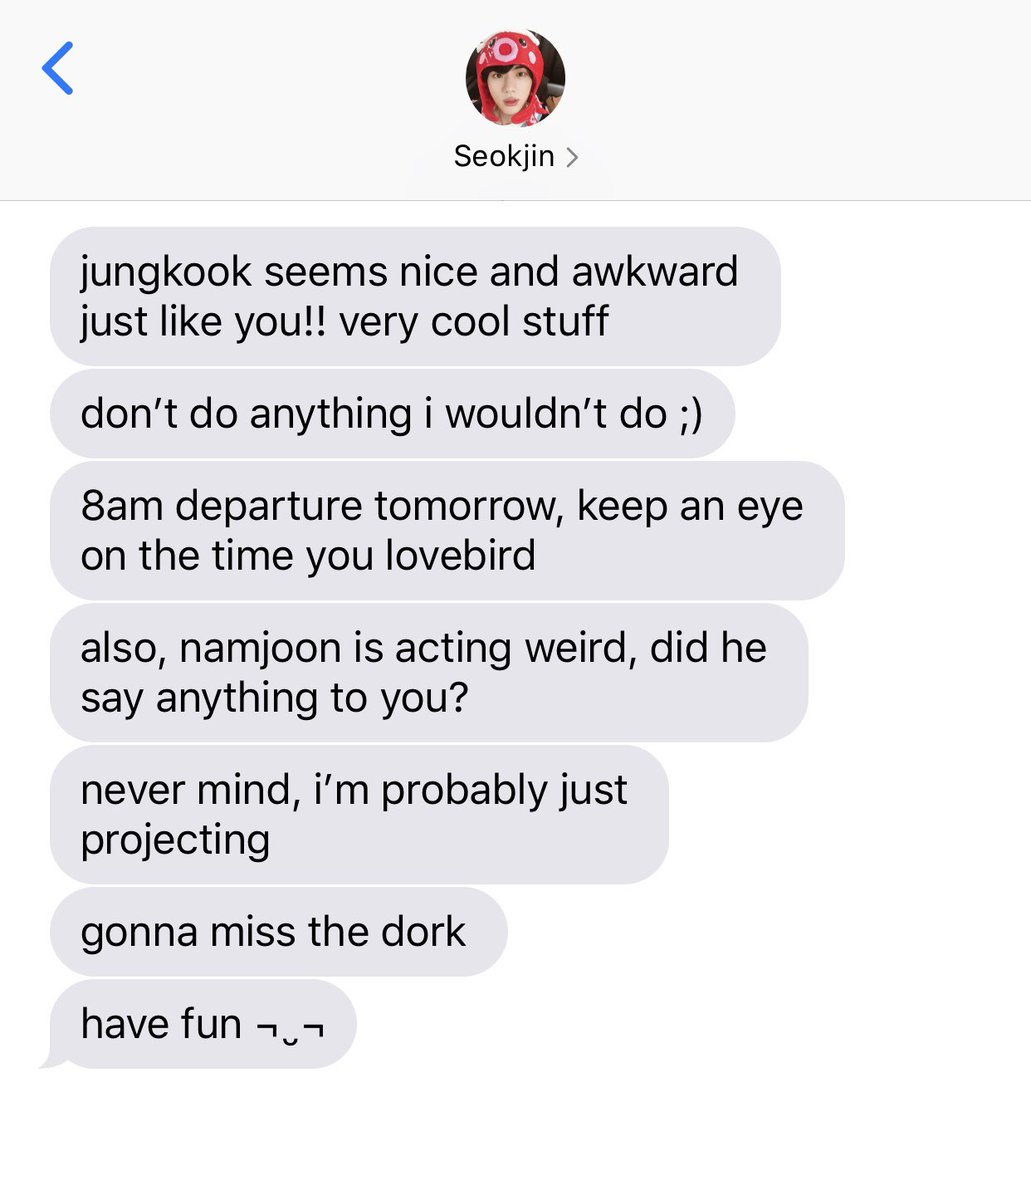 Seokjin
jungkook seems nice and awkward
just like you!! very cool stuff
don’t do anything i wouldn’t do ;)
8am departure tomorrow, keep an eye
on the time you lovebird
also, namjoon is acting weird, did he
say anything to you?
never mind, i’m probably just
projecting
gonna miss the dork
have fun ¬˘¬